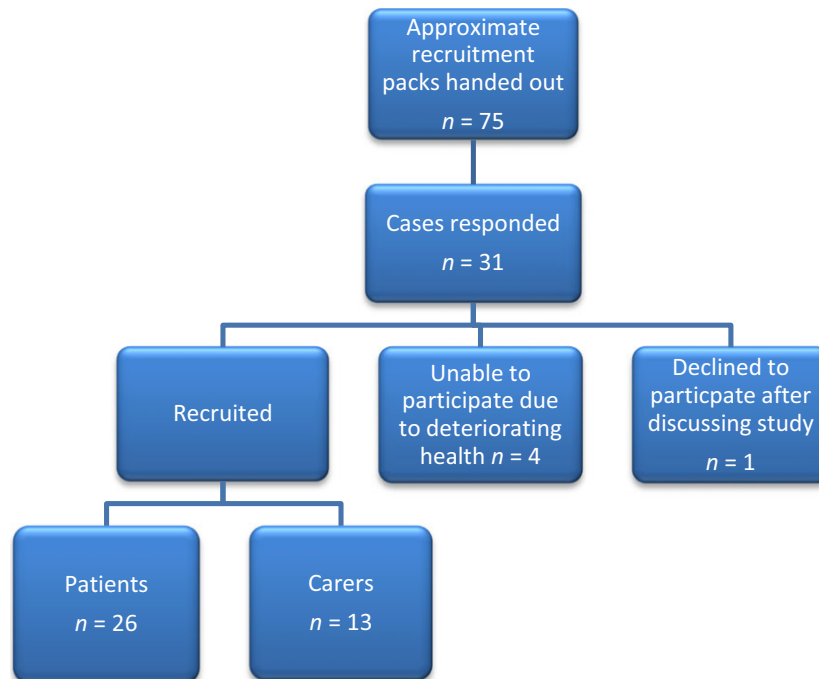 Approximate
recruitment
packs handed out
n = 75
Cases responded
n = 31
Recruited
Unable to
participate due
to deteriorating
health n = 4
Declined to
particpate after
discussing study
n = 1
Patients
n = 26
Carers
n = 13